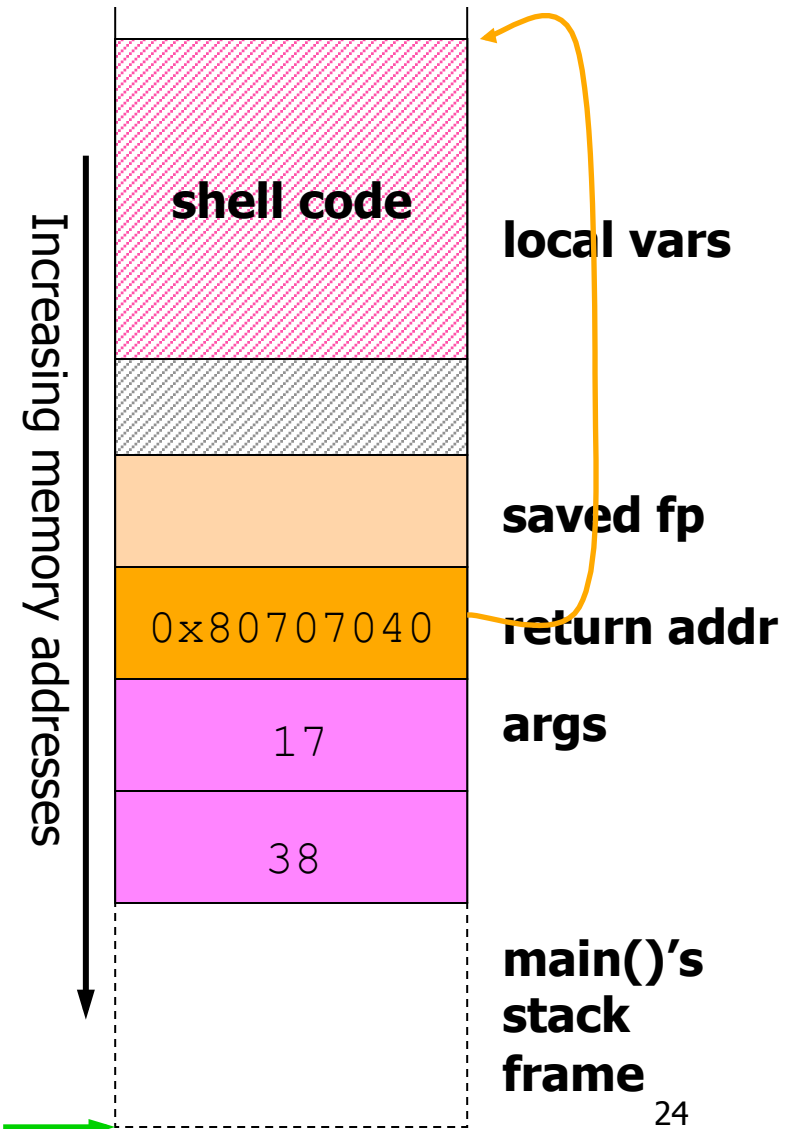 Increasing memory addresses
shell code
local vars
saved fp
0x80707040
return addr
17
args
38
main()’s
stack
frame
24